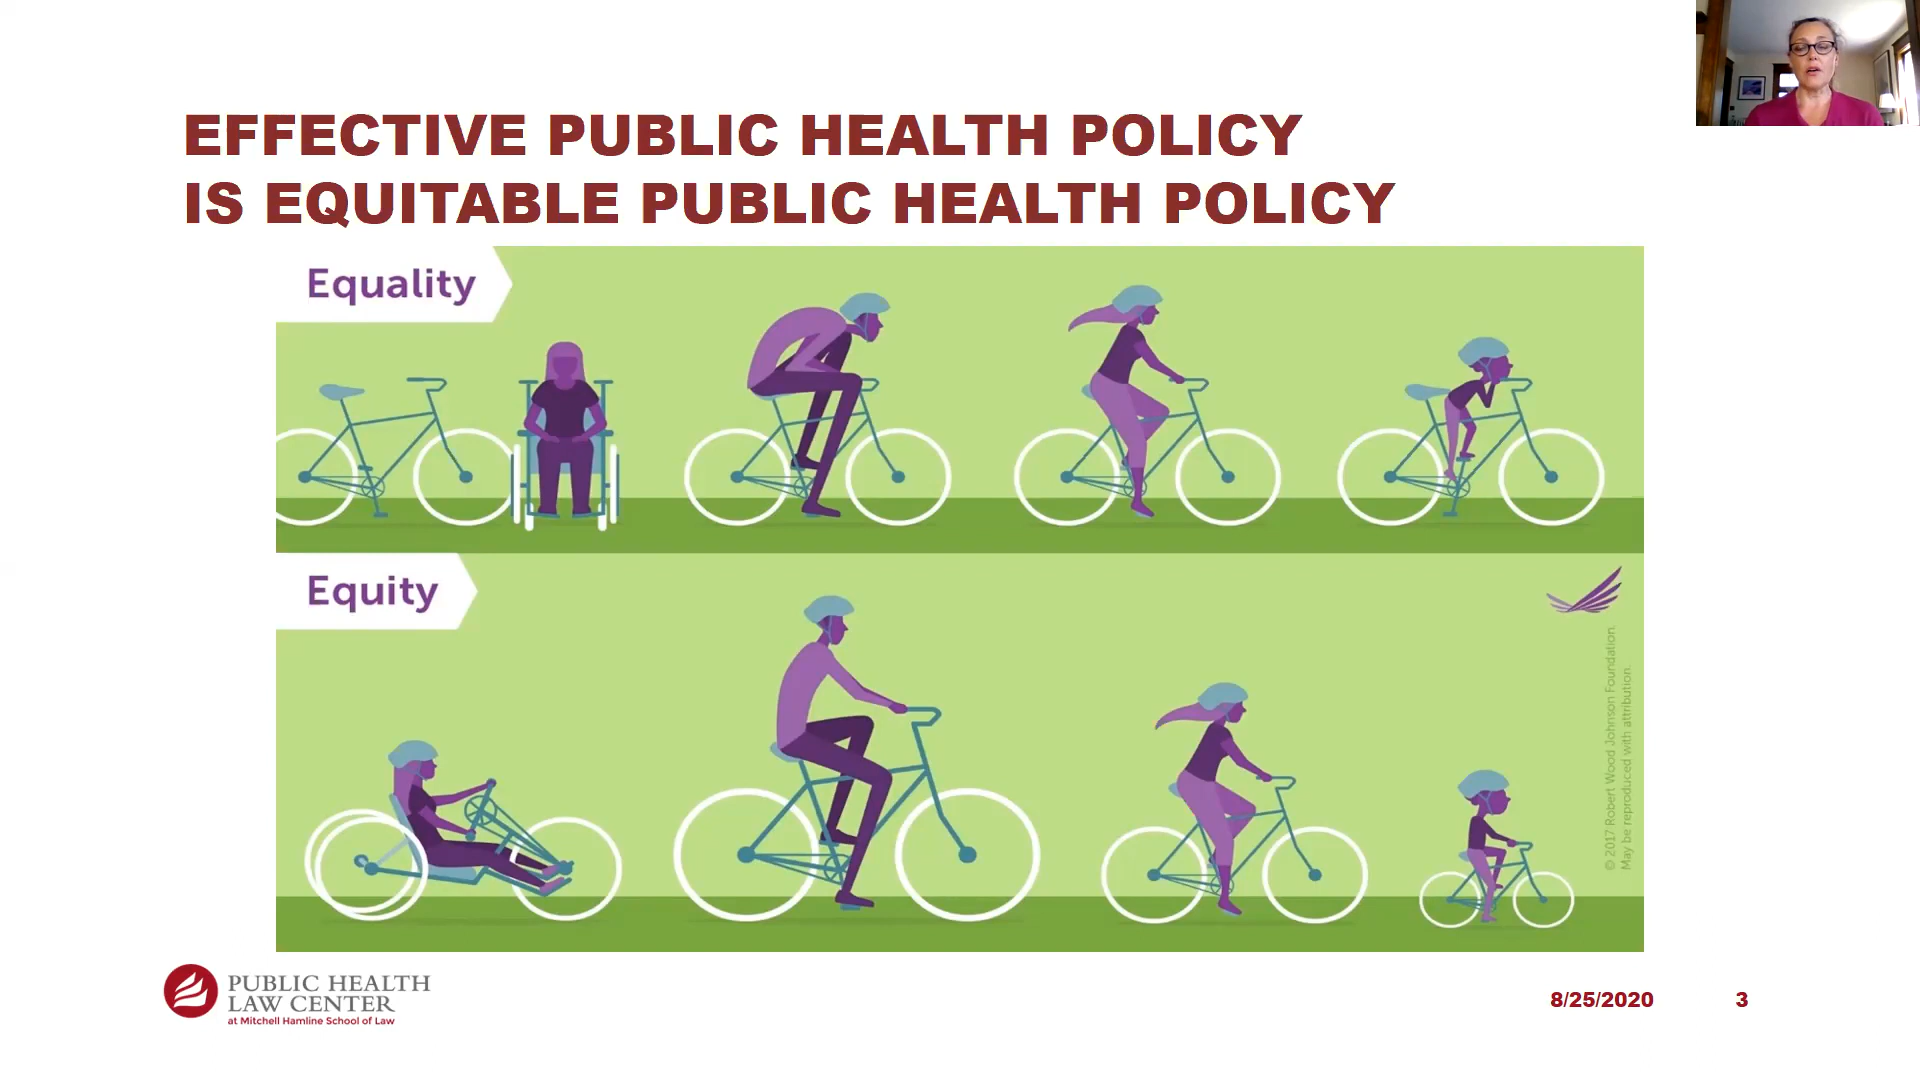 EFFECTIVE PUBLIC HEALTH POLICY
IS EQUITABLE PUBLIC HEALTH POLICY
Equality
Equity
© 2017 Robert Wood Johnson Foundation.
May be reproduced with attribution.
PUBLIC HEALTH
LAW CENTER
at Mitchell Hamline School of Law
8/25/2020
3